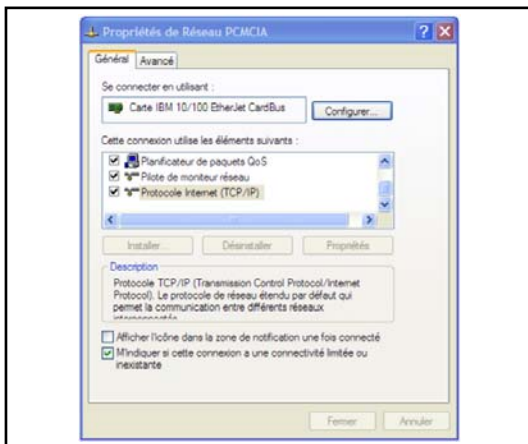 Propriétés de Réseau PCMCIA
Général Avancé
Se connecter en utilisant :
Carte IBM 10/100 EtherJet CardBus Configurer...
Cette connexion utilise les éléments suivants :
Planificateur de paquets QoS
Pilote de moniteur réseau
Protocole Internet (TCP/IP)
Installer... Désinstaller Propriétés
Description
Protocole TCP/IP (Transmission Control Protocol/Internet
Protocol). Le protocole de réseau étendu par défaut qui
permet la communication entre différents réseaux
Afficher l'icône dans la zone de notification une fois connecté
M'indiquer si cette connexion a une connectivité limitée ou
inexistante
Fermer Annuler